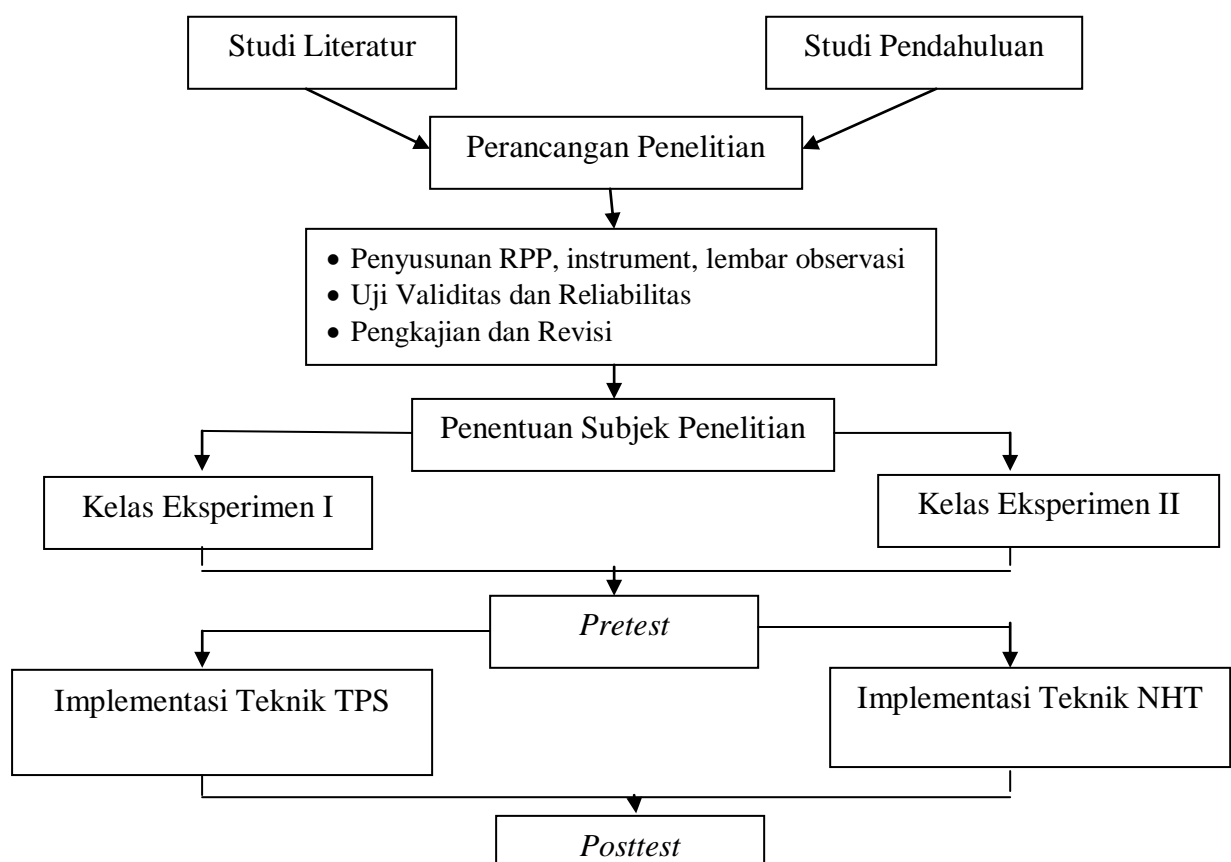 Studi Literatur
Studi Pendahuluan
Perancangan Penelitian
• Penyusunan RPP, instrument, lembar observasi
• Uji Validitas dan Reliabilitas
• Pengkajian dan Revisi
Penentuan Subjek Penelitian
Kelas Eksperimen I
Kelas Eksperimen II
Pretest
Implementasi Teknik TPS
Implementasi Teknik NHT
Posttest